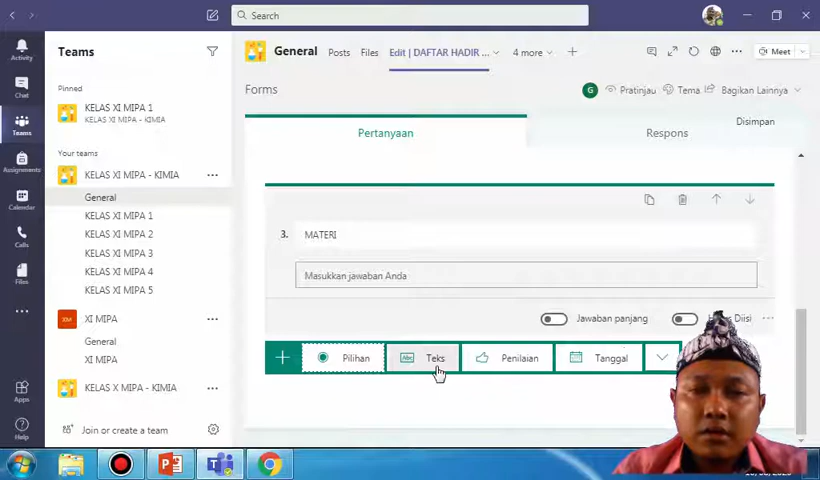 Search
Activity
Chat
Teams
Assignments
Calendar
Calls
Files
Apps
Help
Teams
Pinned
KELAS XI MIPA 1
KELAS XI MIPA - KIMIA
Your teams
KELAS XI MIPA - KIMIA
General
KELAS XI MIPA 1
KELAS XI MIPA 2
KELAS XI MIPA 3
KELAS XI MIPA 4
KELAS XI MIPA 5
XI MIPA
General
XI MIPA
KELAS X MIPA - KIMIA
Join or create a team
General Posts Files Edit | DAFTAR HADIR ... 4 more
Meet
Forms
G Pratinjau Tema Bagikan Lainnya
Pertanyaan
Respons
Disimpan
3. MATERI
Masukkan jawaban Anda
Jawaban panjang
Diisi
Pilihan
Abc Teks
Penilaian
Tanggal